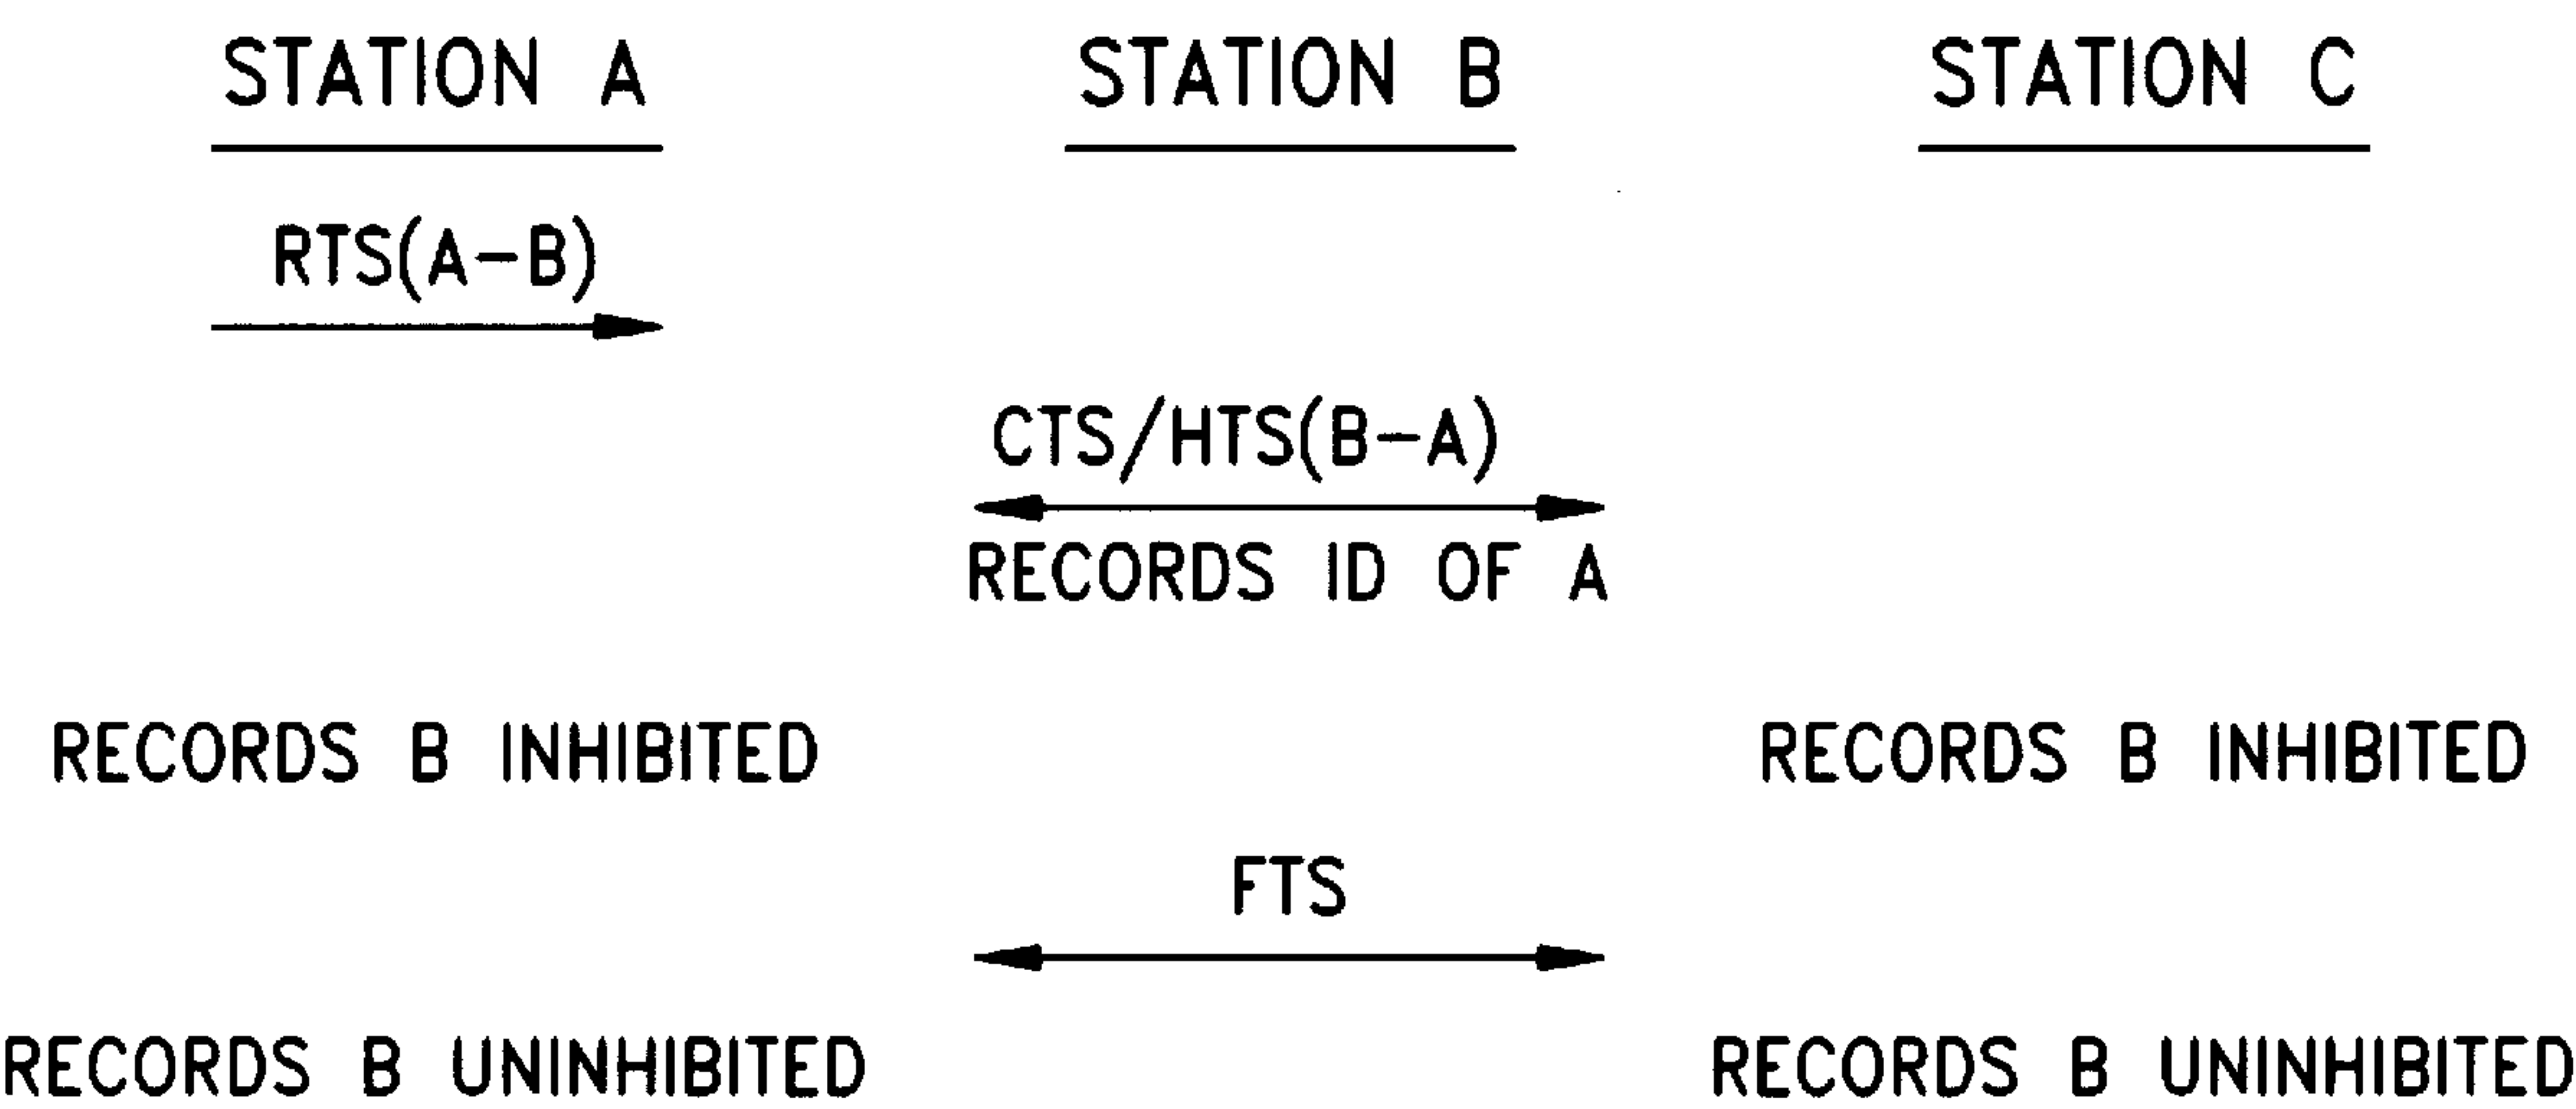 STATION A
STATION B
STATION C
RTS(A-B)
CTS/HTS(B-A)
RECORDS ID OF A
RECORDS B INHIBITED
RECORDS B INHIBITED
FTS
RECORDS B UNINHIBITED
RECORDS B UNINHIBITED